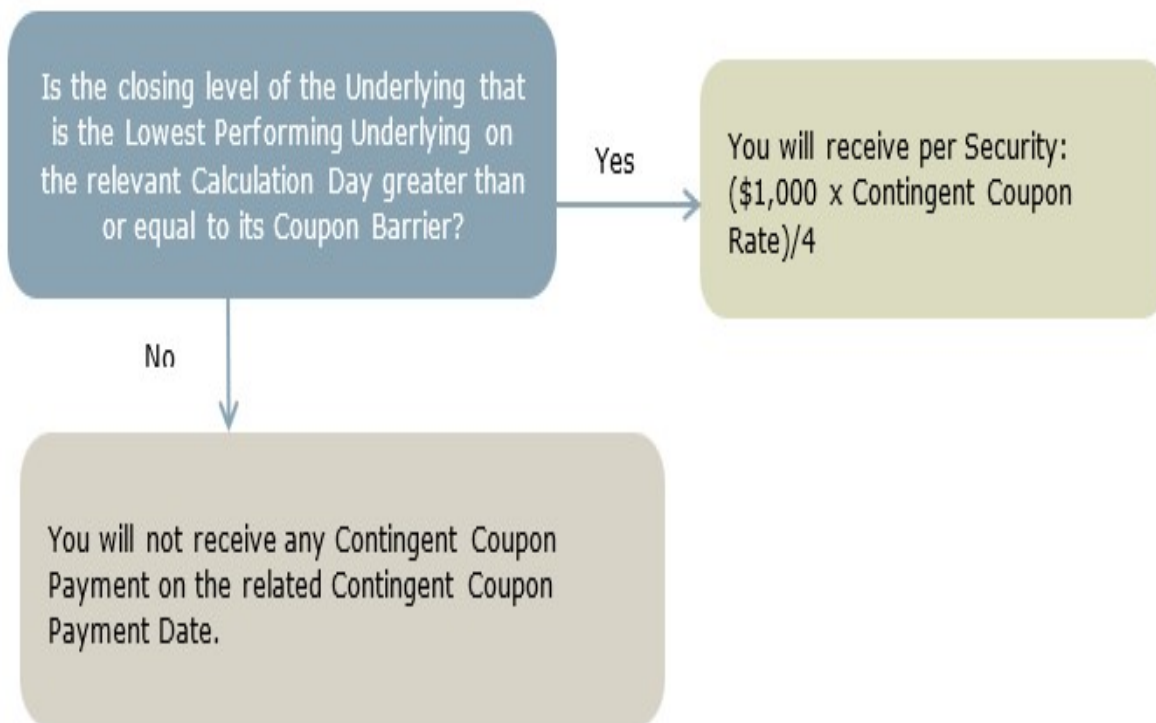 Is the closing level of the Underlying that
is the Lowest Performing Underlying on
the relevant Calculation Day greater than
or equal to its Coupon Barrier?
Yes
You will receive per Security:
($1,000 x Contingent Coupon
Rate)/4
No
You will not receive any Contingent Coupon
Payment on the related Contingent Coupon
Payment Date.